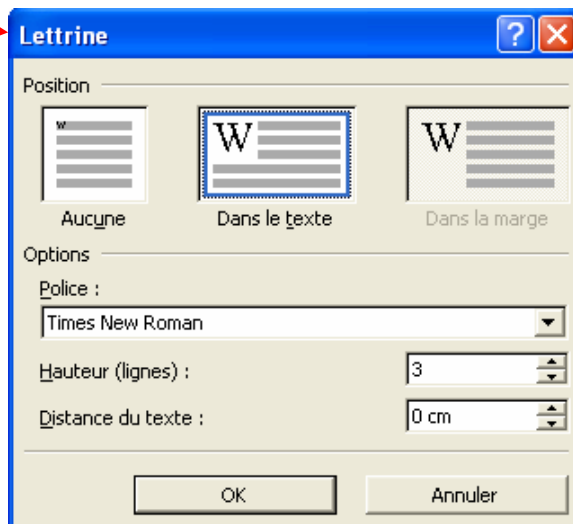 Lettrine
Position
W W W
Aucune Dans le texte Dans la marge
Options
Police :
Times New Roman
Hauteur (lignes) : 3
Distance du texte : 0 cm
OK Annuler